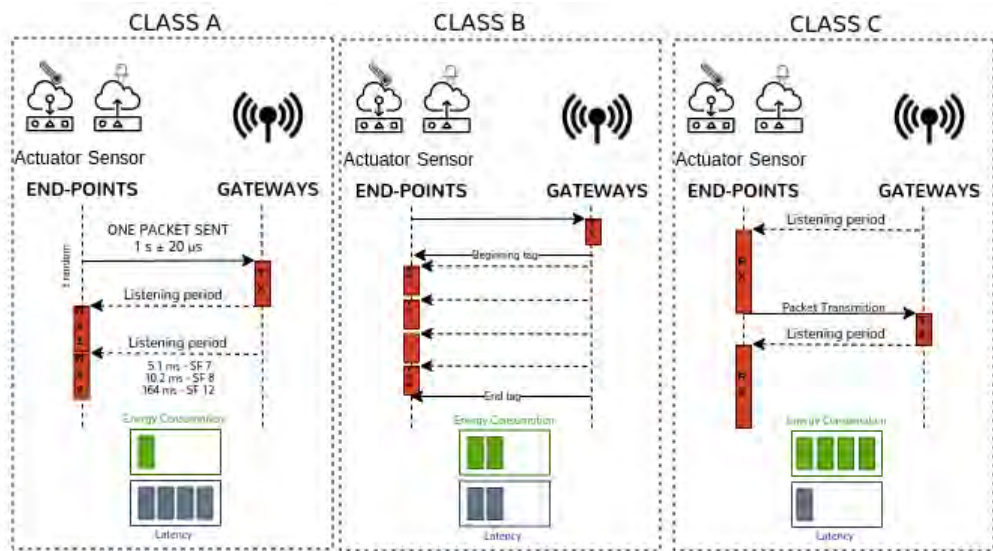 CLASS A
Actuator Sensor
END-POINTS
GATEWAYS
ONE PACKET SENT
1 s ± 20 µs
TX
Listening period
Listening period
5.1 ms - SF 7
10.2 ms - SF 8
164 ms - SF 12
Energy Consumption
Latency
CLASS B
Actuator Sensor
END-POINTS
GATEWAYS
Beginning tag
End tag
Energy Consumption
Latency
CLASS C
Actuator Sensor
END-POINTS
GATEWAYS
Listening period
RX
Packet Transmition
Listening period
RX
Energy Consumption
Latency